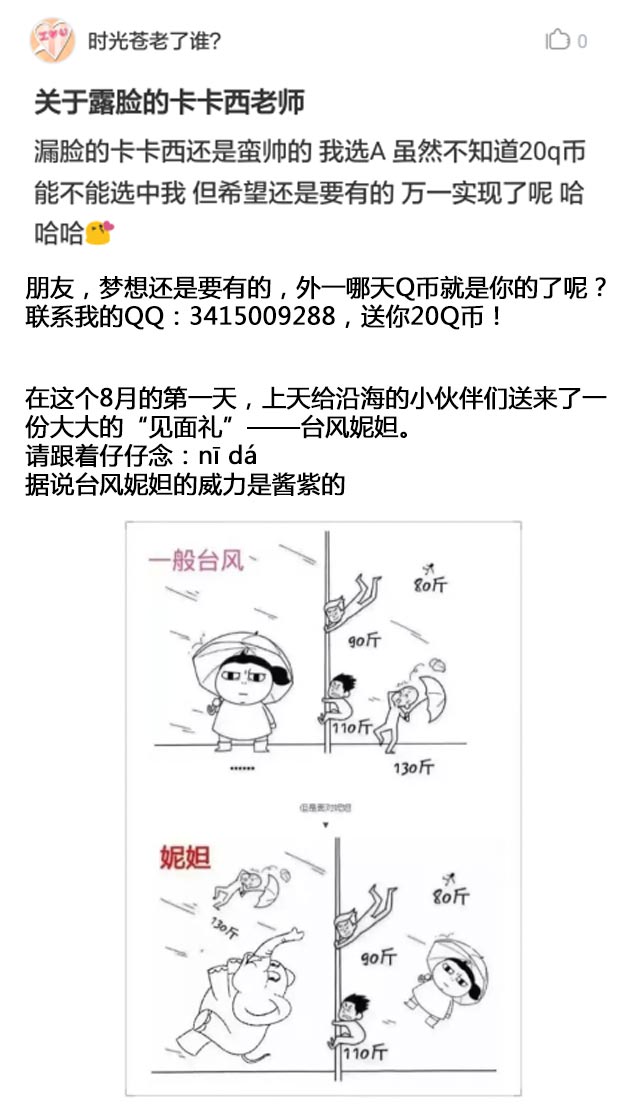 时光苍老了谁?
0
关于露脸的卡卡西老师
漏脸的卡卡西还是蛮帅的 我选A 虽然不知道20q币
能不能选中我 但希望还是要有的 万一实现了呢 哈
哈哈
朋友，梦想还是要有的，外一哪天Q币就是你的了呢？
联系我的QQ：3415009288，送你20Q币！
在这个8月的第一天，上天给沿海的小伙伴们送来了一
份大大的“见面礼”——台风妮妲。
请跟着仔仔念：nī dá
据说台风妮妲的威力是酱紫的
一般台风
80斤
90斤
110斤
130斤
......
但是面对妮妲
妮妲
130斤
80斤
90斤
110斤